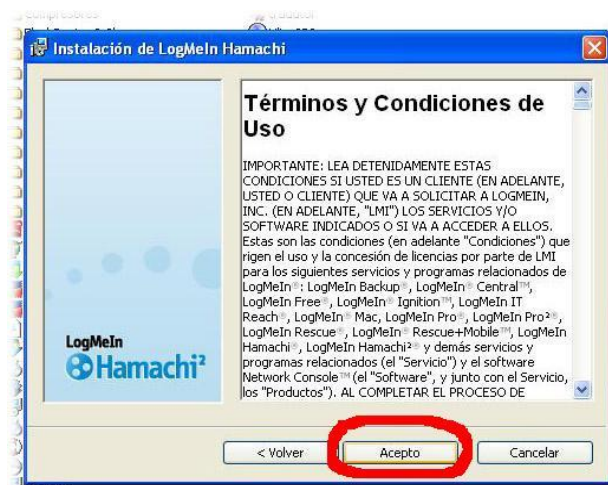 Instalación de LogMeIn Hamachi
Términos y Condiciones de
Uso
IMPORTANTE: LEA DETENIDAMENTE ESTAS
CONDICIONES SI USTED ES UN CLIENTE (EN ADELANTE,
USTED O CLIENTE) QUE VA A SOLICITAR A LOGMEIN,
INC. (EN ADELANTE, "LMI") LOS SERVICIOS Y/O
SOFTWARE INDICADOS O SI VA A ACCEDER A ELLOS.
Estas son las condiciones (en adelante "Condiciones") que
rigen el uso y la concesión de licencias por parte de LMI
para los siguientes servicios y programas relacionados de
LogMeIn®: LogMeIn Backup®, LogMeIn® Central™,
LogMeIn Free®, LogMeIn® Ignition™, LogMeIn IT
Reach®, LogMeIn® Mac, LogMeIn Pro®, LogMeIn Pro²®,
LogMeIn Rescue®, LogMeIn® Rescue+Mobile™, LogMeIn
Hamachi®, LogMeIn Hamachi²® y demás servicios y
programas relacionados (el "Servicio") y el software
Network Console™ (el "Software", y junto con el Servicio,
los "Productos"). AL COMPLETAR EL PROCESO DE
LogMeIn
Hamachi²
< Volver
Acepto
Cancelar